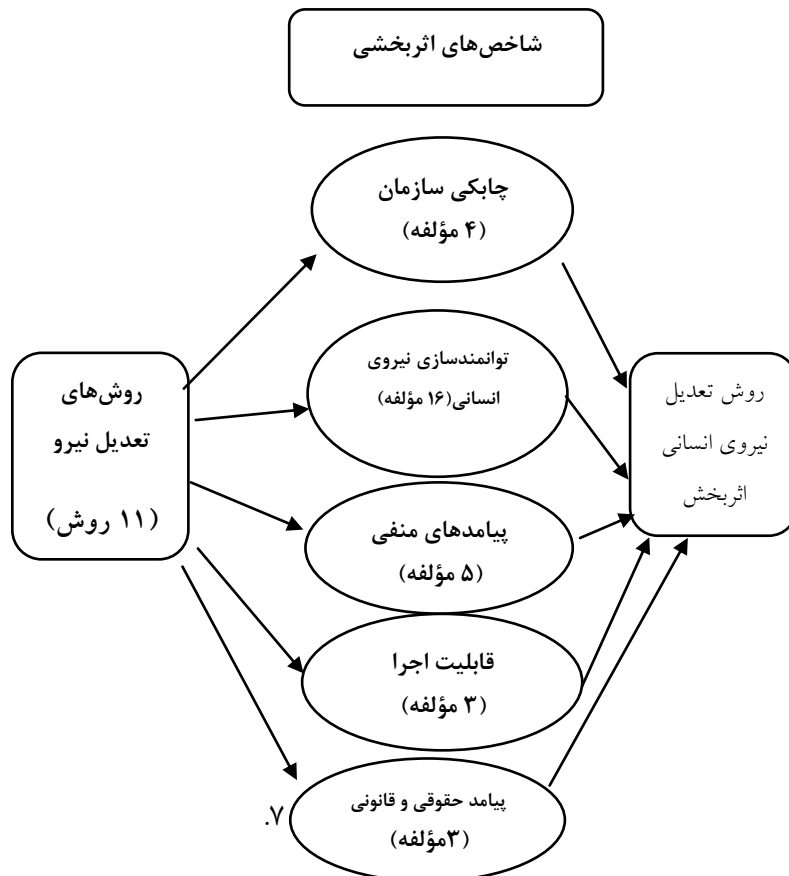 شاخص‌های اثربخشی
چابکی سازمان
(۴ مؤلفه)
توانمندسازی نیروی
انسانی(۱۶ مؤلفه)
روش‌های
تعدیل نیرو
(۱۱ روش)
روش تعدیل
نیروی انسانی
اثربخش
پیامدهای منفی
(۵ مؤلفه)
قابلیت اجرا
(۳ مؤلفه)
پیامد حقوقی و قانونی
(۳مؤلفه)
۷.